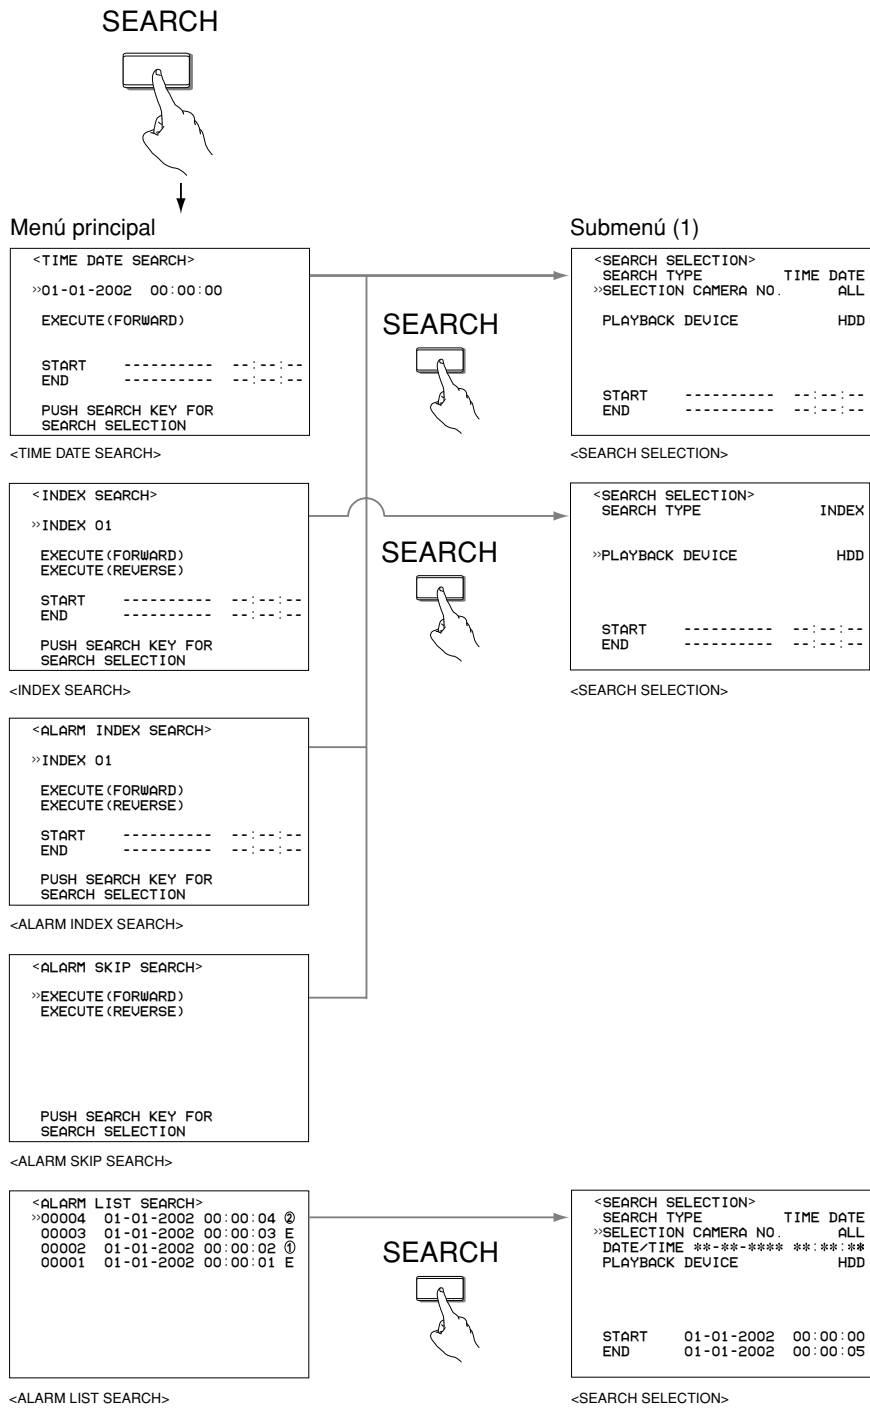 SEARCH
Menú principal
<TIME DATE SEARCH>
»01-01-2002 00:00:00
EXECUTE(FORWARD)
START ---------- --:--:--
END ---------- --:--:--
PUSH SEARCH KEY FOR
SEARCH SELECTION
<TIME DATE SEARCH>
SEARCH
Submenú (1)
<SEARCH SELECTION>
SEARCH TYPE TIME DATE
»SELECTION CAMERA NO. ALL
PLAYBACK DEVICE HDD
START ---------- --:--:--
END ---------- --:--:--
<SEARCH SELECTION>
<INDEX SEARCH>
»INDEX 01
EXECUTE(FORWARD)
EXECUTE(REVERSE)
START ---------- --:--:--
END ---------- --:--:--
PUSH SEARCH KEY FOR
SEARCH SELECTION
<INDEX SEARCH>
SEARCH
<SEARCH SELECTION>
SEARCH TYPE INDEX
»PLAYBACK DEVICE HDD
START ---------- --:--:--
END ---------- --:--:--
<SEARCH SELECTION>
<ALARM INDEX SEARCH>
»INDEX 01
EXECUTE(FORWARD)
EXECUTE(REVERSE)
START ---------- --:--:--
END ---------- --:--:--
PUSH SEARCH KEY FOR
SEARCH SELECTION
<ALARM INDEX SEARCH>
<ALARM SKIP SEARCH>
»EXECUTE(FORWARD)
EXECUTE(REVERSE)
PUSH SEARCH KEY FOR
SEARCH SELECTION
<ALARM SKIP SEARCH>
<ALARM LIST SEARCH>
»00004 01-01-2002 00:00:04 ②
00003 01-01-2002 00:00:03 E
00002 01-01-2002 00:00:02 ①
00001 01-01-2002 00:00:01 E
<ALARM LIST SEARCH>
SEARCH
<SEARCH SELECTION>
SEARCH TYPE TIME DATE
»SELECTION CAMERA NO. ALL
DATE/TIME **-**-**** **:**:**
PLAYBACK DEVICE HDD
START 01-01-2002 00:00:00
END 01-01-2002 00:00:05
<SEARCH SELECTION>